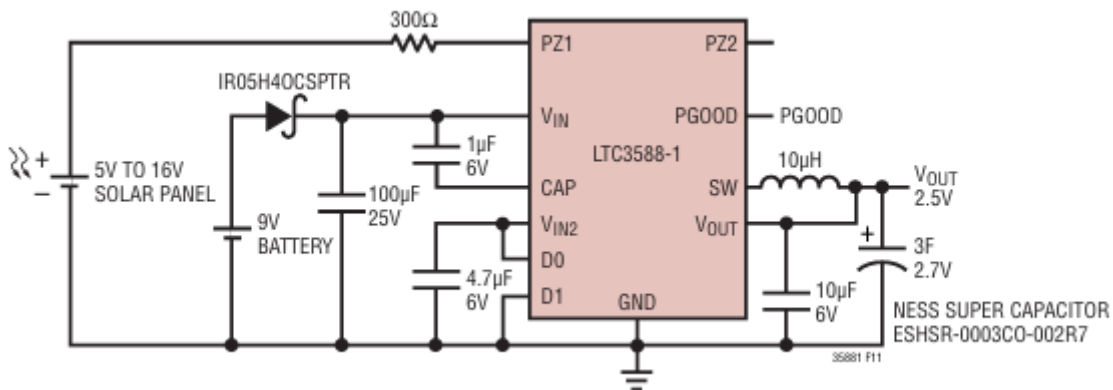 300Ω
PZ1
PZ2
IR05H4OCSPTR
VIN
PGOOD
PGOOD
LTC3588-1
1µF
6V
10µH
+
–
5V TO 16V
SOLAR PANEL
CAP
SW
VOUT
2.5V
100µF
25V
9V
BATTERY
VIN2
VOUT
+
3F
2.7V
D0
4.7µF
6V
D1
GND
10µF
6V
NESS SUPER CAPACITOR
ESHSR-0003CO-002R7
35881 F11